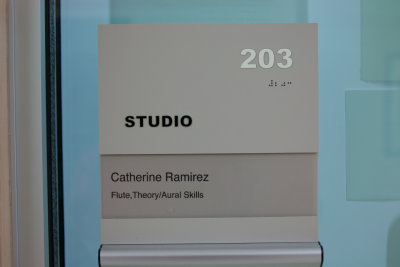 203
STUDIO
Catherine Ramirez
Flute,Theory/Aural Skills